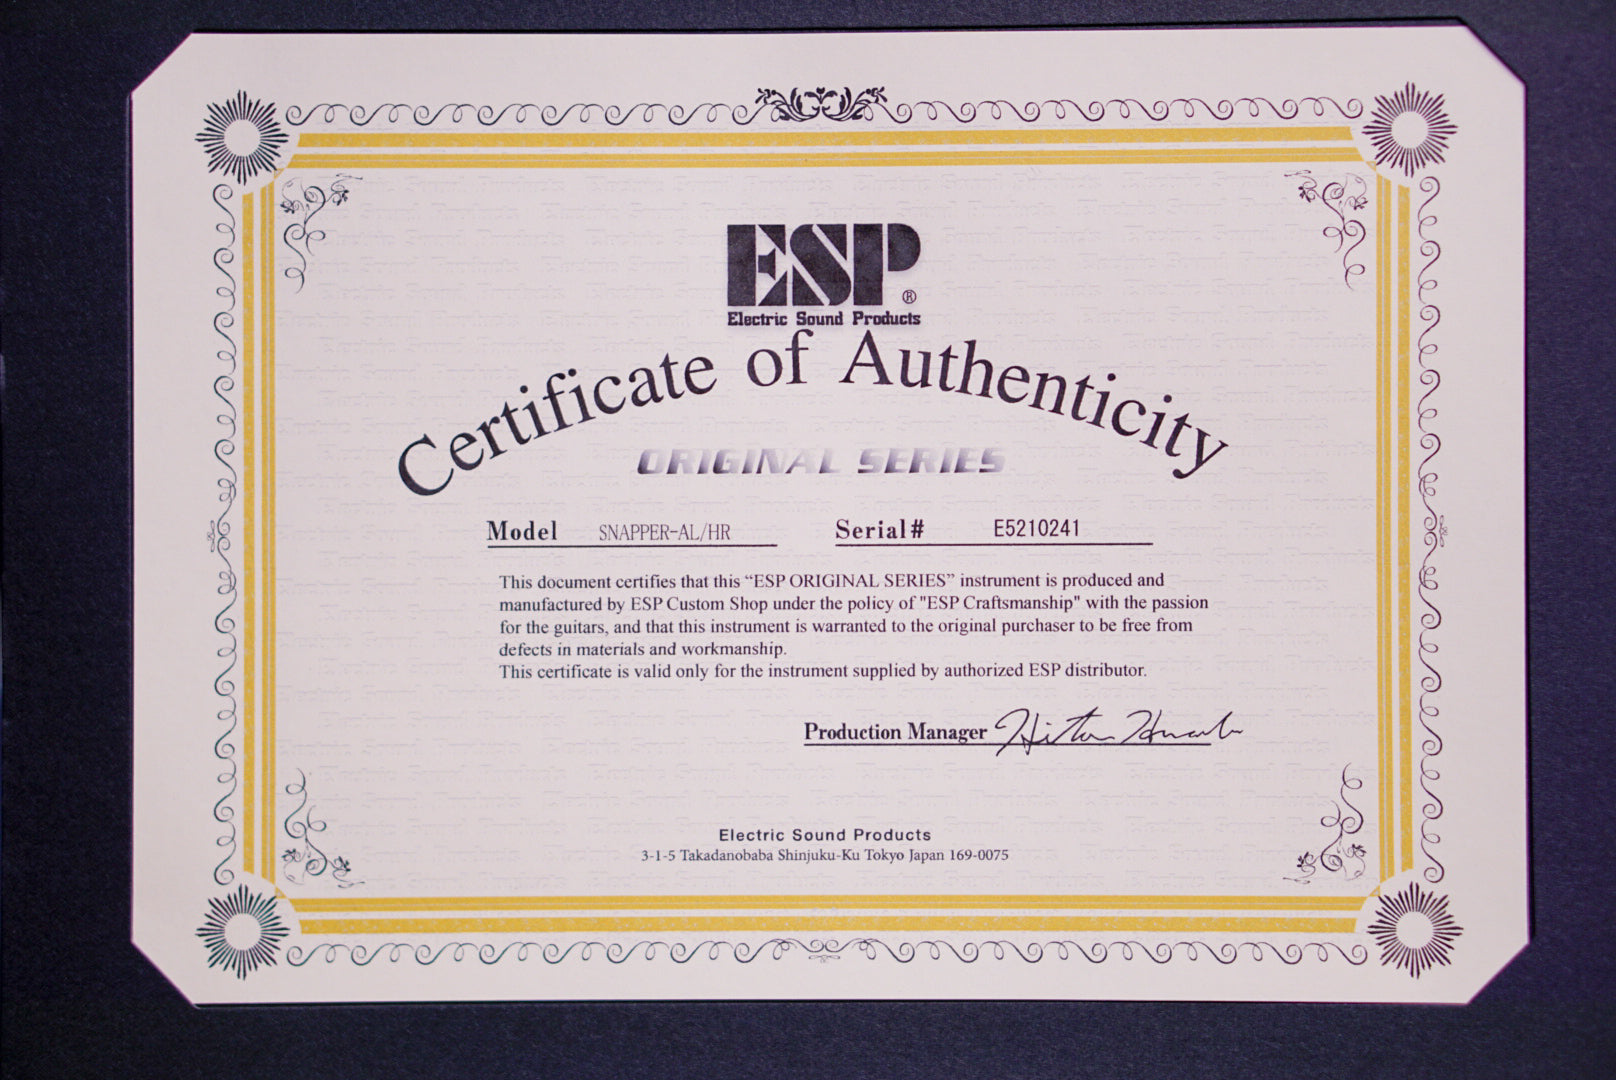 ESP®
Electric Sound Products
Certificate of Authenticity
ORIGINAL SERIES
Model SNAPPER-AL/HR Serial# E5210241
This document certifies that this “ESP ORIGINAL SERIES” instrument is produced and
manufactured by ESP Custom Shop under the policy of "ESP Craftsmanship" with the passion
for the guitars, and that this instrument is warranted to the original purchaser to be free from
defects in materials and workmanship.
This certificate is valid only for the instrument supplied by authorized ESP distributor.
Production Manager
Electric Sound Products
3-1-5 Takadanobaba Shinjuku-Ku Tokyo Japan 169-0075